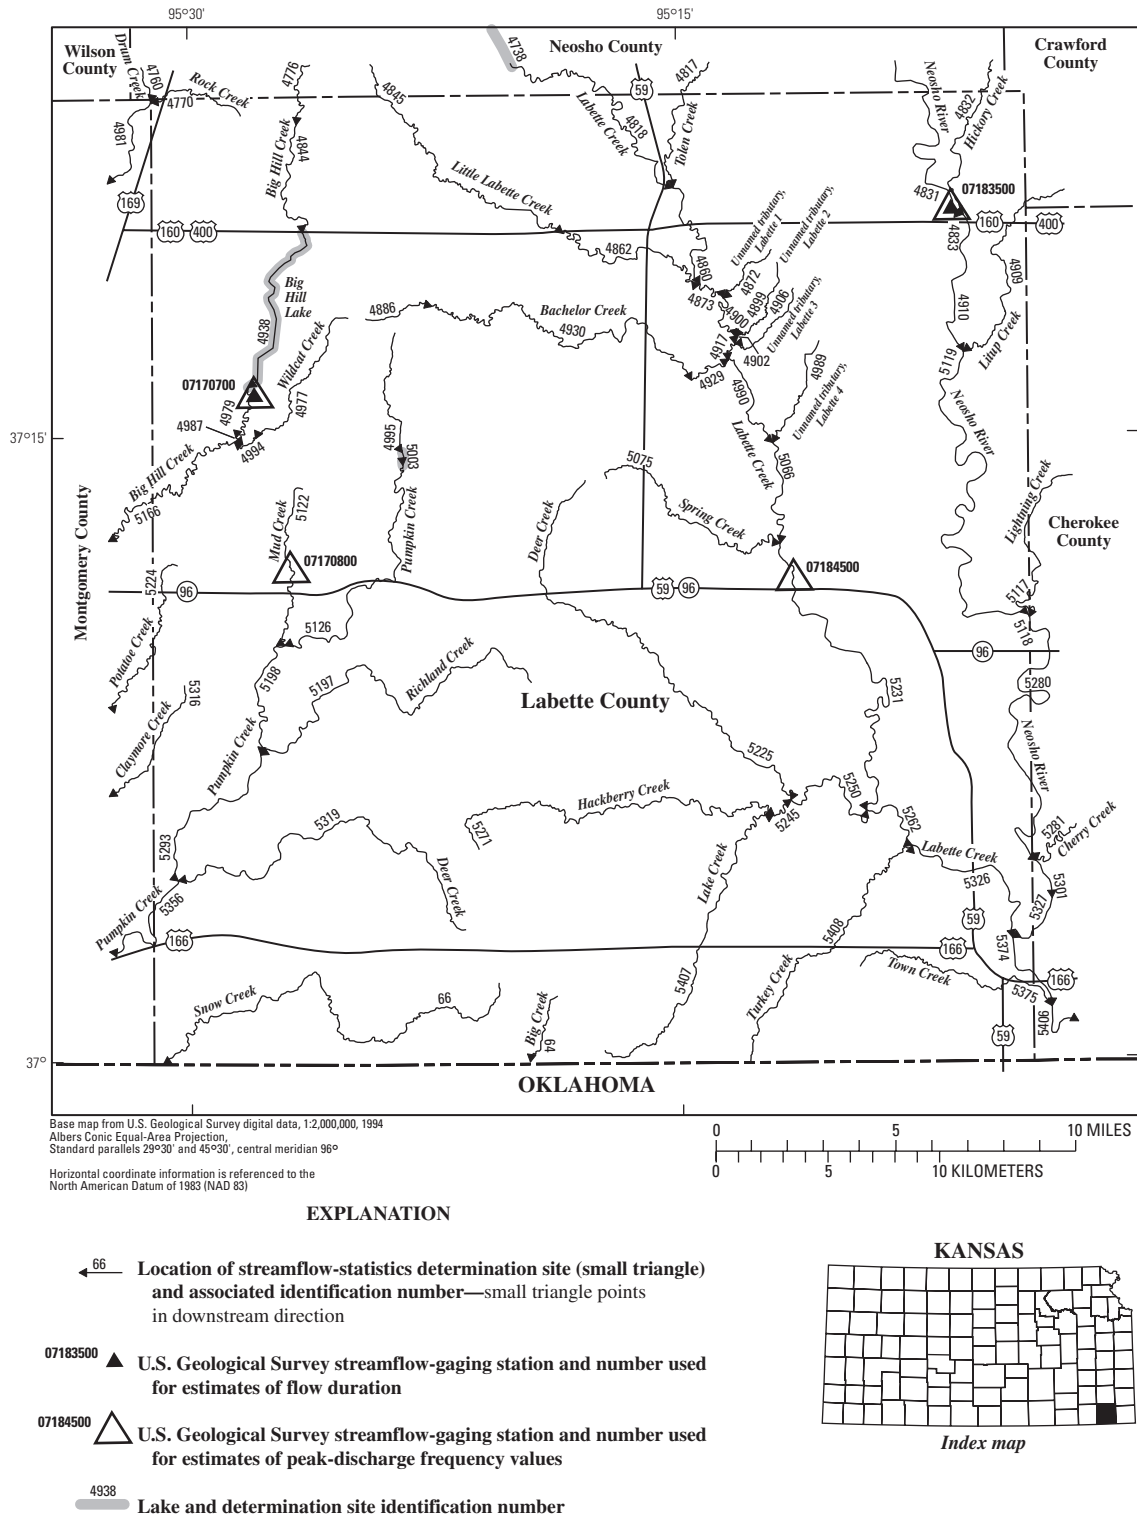 95°30'
95°15'
Wilson
County
Drum Creek
4760
4770
Rock Creek
4776
4845
4738
Neosho County
59
4817
Labette Creek
4818
Tolen Creek
Neosho River
4832
Hickory Creek
Crawford
County
4981
Big Hill Creek
4844
Little Labette Creek
4831
07183500
169
160
400
4862
Unnamed tributary,
Labette 1
Unnamed tributary,
Labette 2
4833
160
400
4860
4872
4873
4899
4900
4906
Unnamed tributary,
Labette 3
4909
4910
Big
Hill
Lake
4938
4886
Bachelor Creek
4930
Wildcat Creek
4917
4902
4929
4989
Unnamed tributary,
Labette 4
5119
Litup Creek
07170700
4979
4977
4990
4987
4994
37°15'
4995
5003
Labette Creek
5066
Neosho River
Big Hill Creek
5166
5075
Spring Creek
Lightning Creek
Cherokee
County
Montgomery County
Mud Creek
5122
Pumpkin Creek
Deer Creek
07170800
07184500
5224
96
59
96
5117
5118
Potatoe Creek
5126
96
5198
5197
Richland Creek
5316
Labette County
5231
5280
Claymore Creek
Pumpkin Creek
5225
Neosho River
Hackberry Creek
5250
5245
5262
5271
5319
5281
Cherry Creek
5293
Deer Creek
Lake Creek
Labette Creek
5326
5301
5327
Pumpkin Creek
5356
166
5408
59
166
5374
Snow Creek
66
Big Creek
64
5407
Turkey Creek
Town Creek
5375
166
5406
59
37°
OKLAHOMA
Base map from U.S. Geological Survey digital data, 1:2,000,000, 1994
Albers Conic Equal-Area Projection,
Standard parallels 29°30' and 45°30', central meridian 96°
Horizontal coordinate information is referenced to the
North American Datum of 1983 (NAD 83)
0 5 10 MILES
0 5 10 KILOMETERS
EXPLANATION
66
Location of streamflow-statistics determination site (small triangle)
and associated identification number—small triangle points
in downstream direction
07183500
U.S. Geological Survey streamflow-gaging station and number used
for estimates of flow duration
07184500
U.S. Geological Survey streamflow-gaging station and number used
for estimates of peak-discharge frequency values
4938
Lake and determination site identification number
KANSAS
Index map